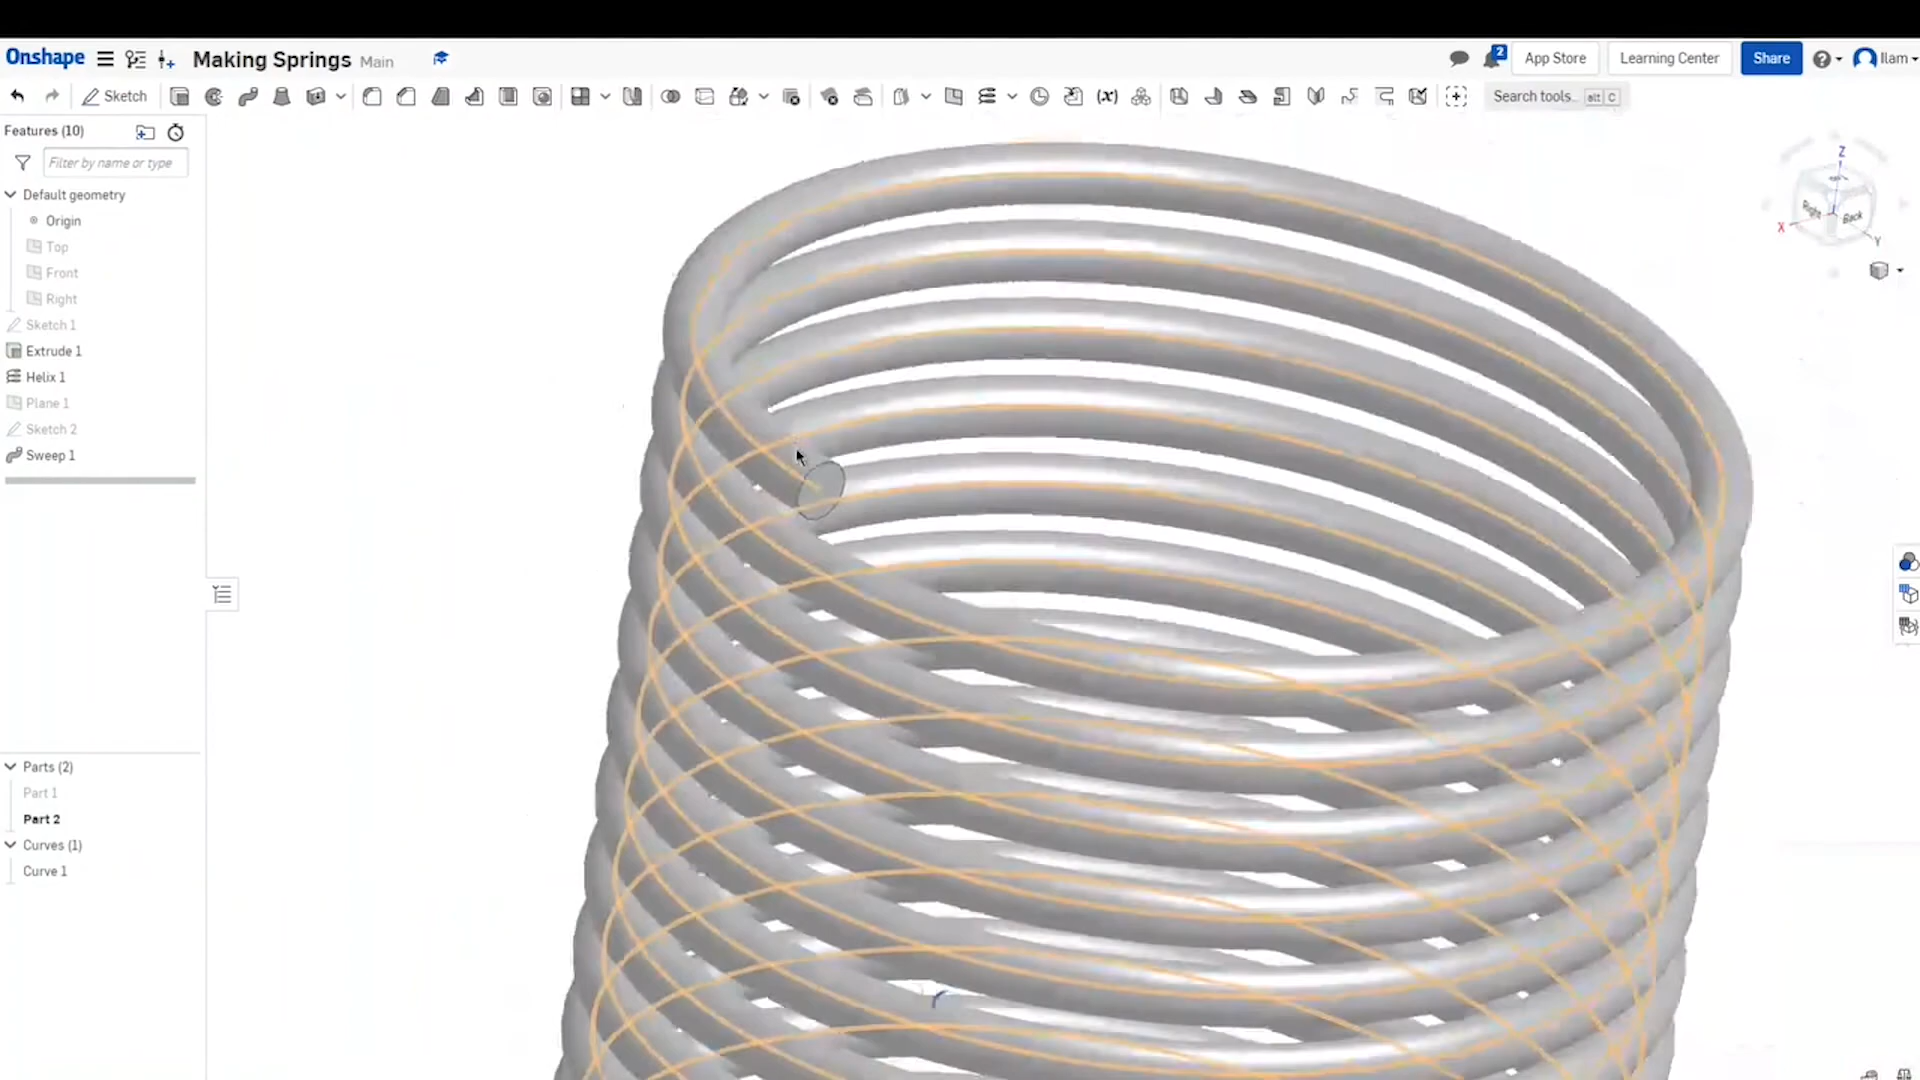 Onshape Making Springs Main 2 App Store Learning Center Share Ilam
Sketch (x) Search tools.. alt C
Features (10)
Filter by name or type
Default geometry
Origin
Top
Front
Right
Sketch 1
Extrude 1
Helix 1
Plane 1
Sketch 2
Sweep 1
Parts (2)
Part 1
Part 2
Curves (1)
Curve 1
Z
Right Back
X
Y